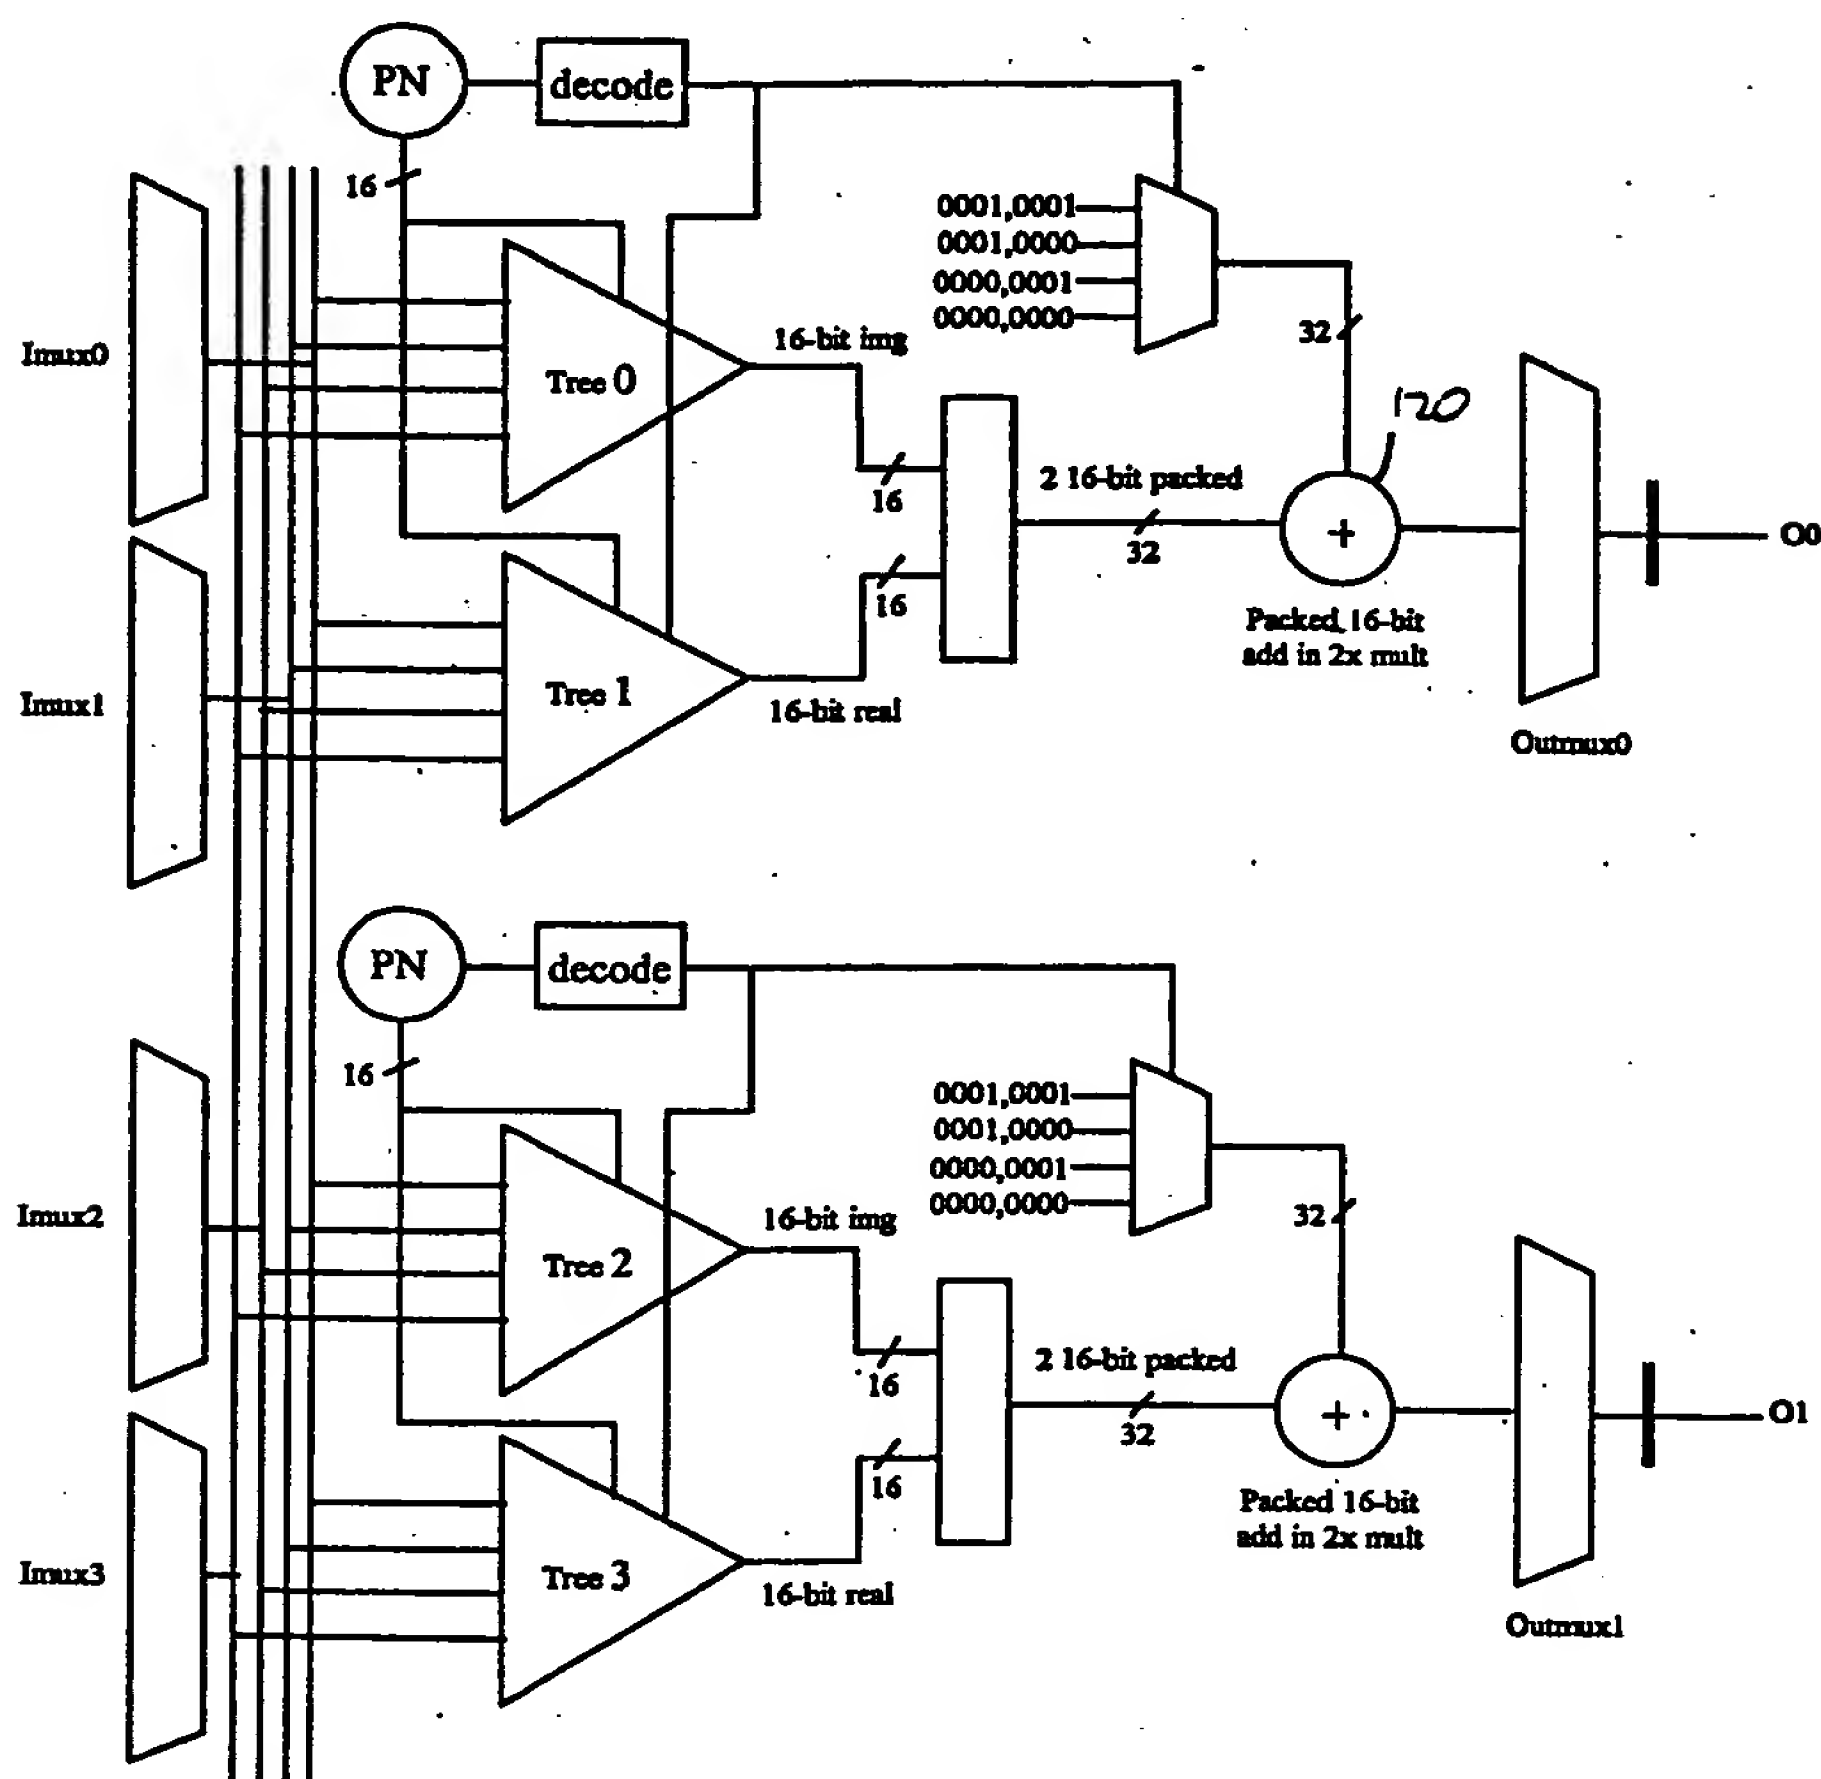 PN
decode
16
0001,0001
0001,0000
0000,0001
0000,0000
32
Imux0
Tree 0
16-bit img
16
120
2 16-bit packed
32
+
O0
16
Packed 16-bit
add in 2x mult
Imux1
Tree 1
16-bit real
Outmux0
PN
decode
16
0001,0001
0001,0000
0000,0001
0000,0000
32
Imux2
Tree 2
16-bit img
16
2 16-bit packed
32
+
O1
16
Packed 16-bit
add in 2x mult
Imux3
Tree 3
16-bit real
Outmux1